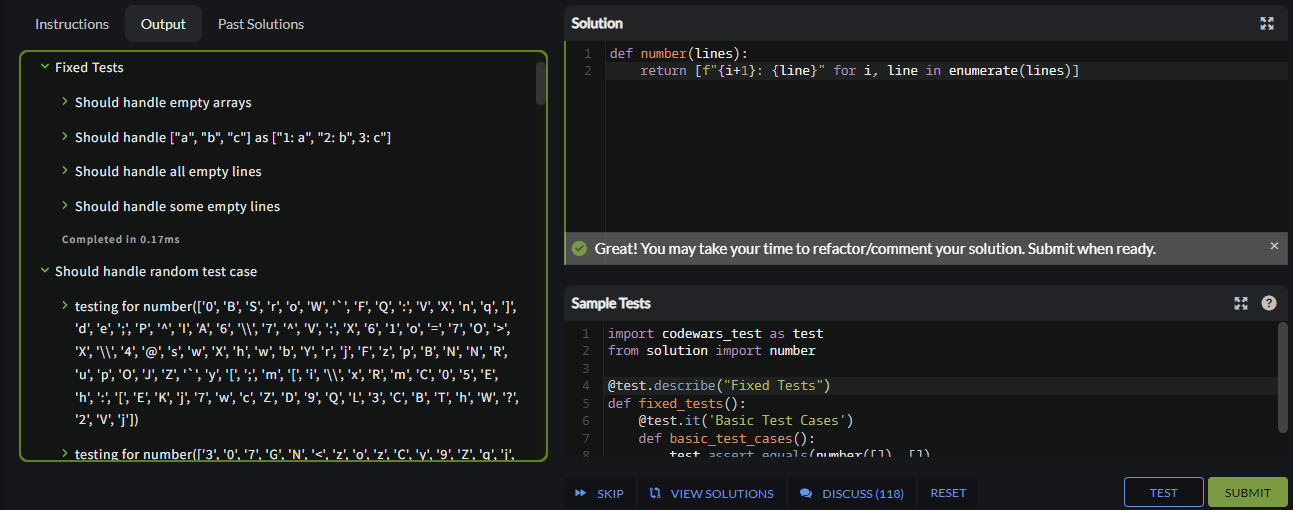 Instructions
Output
Past Solutions
Fixed Tests
Should handle empty arrays
Should handle ["a", "b", "c"] as ["1: a", "2: b", 3: c"]
Should handle all empty lines
Should handle some empty lines
Completed in 0.17ms
Should handle random test case
testing for number(['0', 'B', 'S', 'r', 'o', 'W', '`', 'F', 'Q', ':', 'V', 'X', 'n', 'q', ']',
'd', 'e', ';', 'P', '^', 'I', 'A', '6', '\\', '7', '^', 'V', ':', 'X', '6', '1', 'o', '=', '7', 'O', '>',
'X', '\\', '4', '@', 's', 'w', 'X', 'h', 'w', 'b', 'Y', 'r', 'j', 'F', 'z', 'p', 'B', 'N', 'N', 'R',
'u', 'p', 'O', 'J', 'Z', '`', 'y', '[', ';', 'm', '[', 'i', '\\', 'x', 'R', 'm', 'C', '0', '5', 'E',
'h', ':', '[', 'E', 'K', 'j', '7', 'w', 'c', 'Z', 'D', '9', 'Q', 'L', '3', 'C', 'B', 'T', 'h', 'W', '?',
'2', 'V', 'j'])
testing for number(['3', '0', '7', 'G', 'N', '<', 'z', 'o', 'z', 'C', 'y', '9', 'Z', 'q', 'j',
Solution
1 def number(lines):
2 return [f"{i+1}: {line}" for i, line in enumerate(lines)]
Great! You may take your time to refactor/comment your solution. Submit when ready.
×
Sample Tests
?
1 import codewars_test as test
2 from solution import number
3
4 @test.describe("Fixed Tests")
5 def fixed_tests():
6 @test.it('Basic Test Cases')
7 def basic_test_cases():
8 test.assert_equals(number([]), [])
SKIP
VIEW SOLUTIONS
DISCUSS (118)
RESET
TEST
SUBMIT